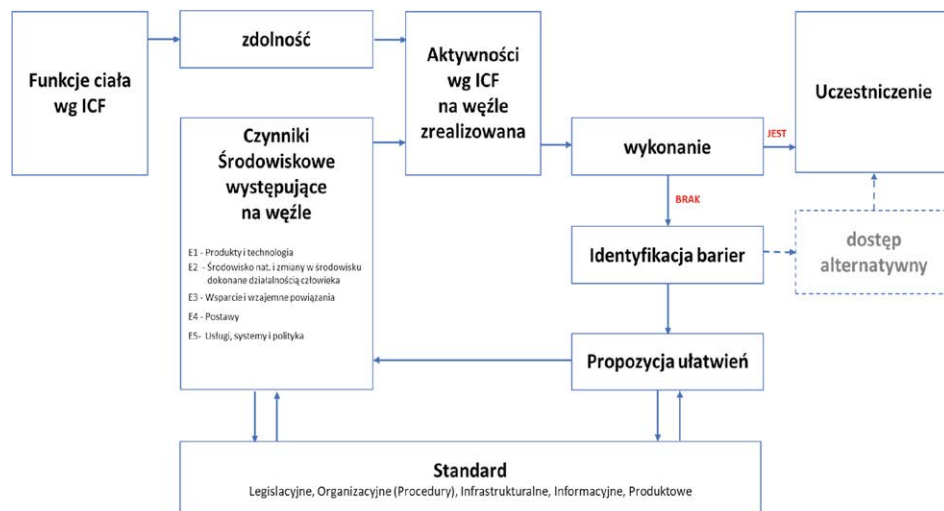 Funkcje ciała
wg ICF
zdolność
Aktywności
wg ICF
na węźle
zrealizowana
Czynniki
Środowiskowe
występujące
na węźle
E1 - Produkty i technologia
E2 - Środowisko nat. i zmiany w środowisku
dokonane działalnością człowieka
E3 - Wsparcie i wzajemne powiązania
E4 - Postawy
E5- Usługi, systemy i polityka
wykonanie
JEST
Uczestniczenie
BRAK
Identyfikacja barier
dostęp
alternatywny
Propozycja ułatwień
Standard
Legislacyjne, Organizacyjne (Procedury), Infrastrukturalne, Informacyjne, Produktowe